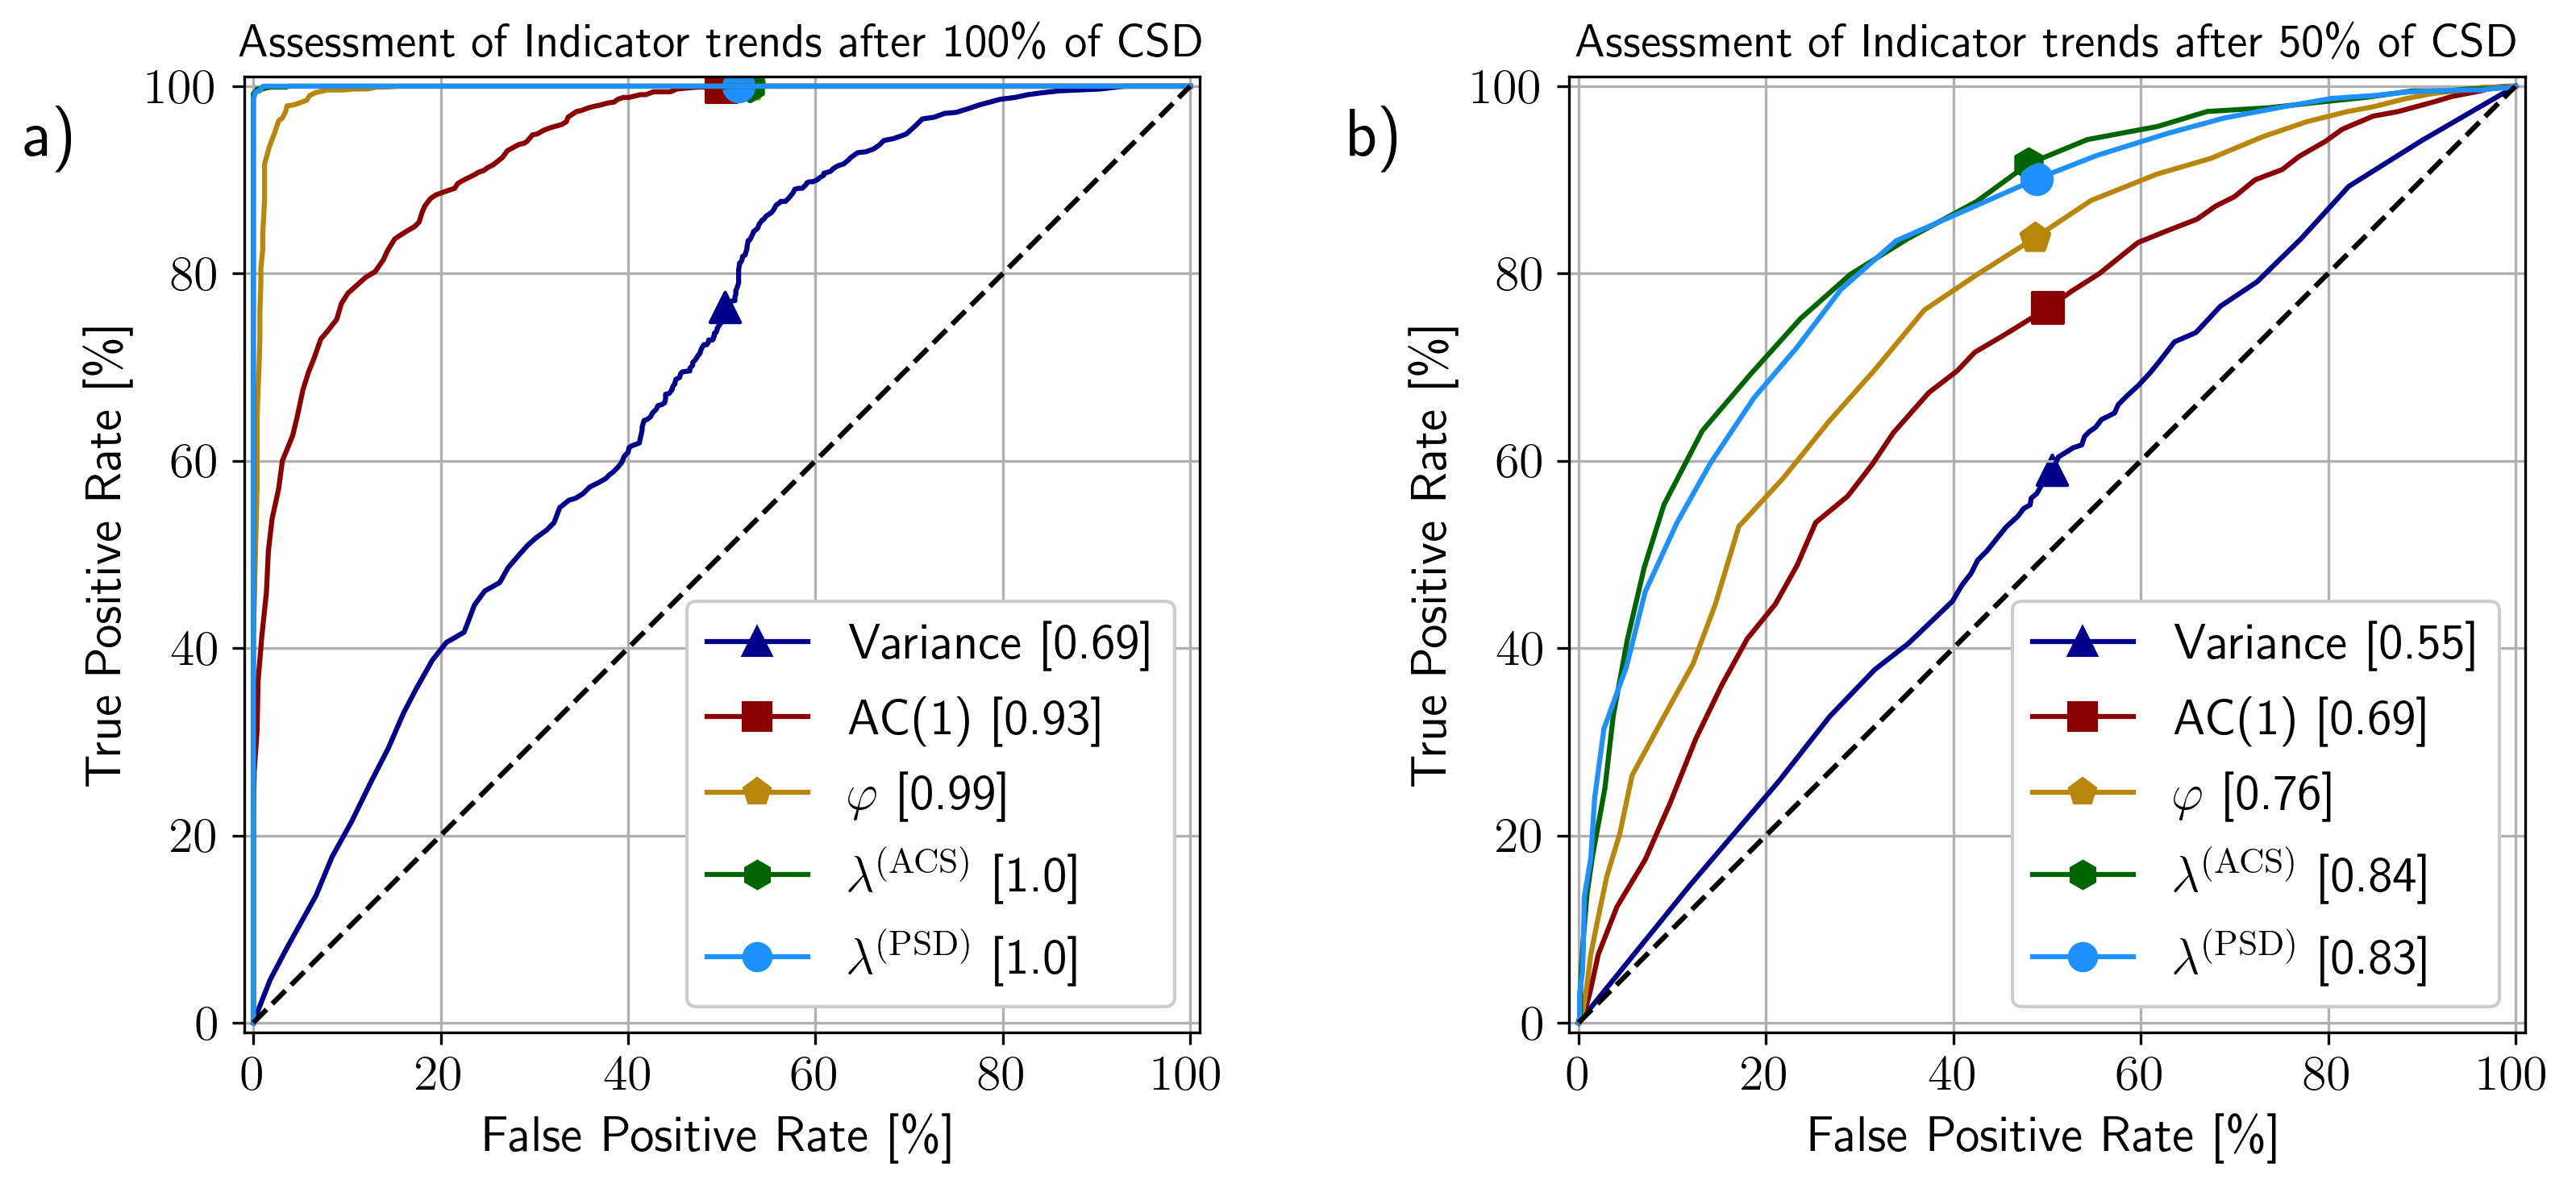 Assessment of Indicator trends after 100% of CSD
a)
True Positive Rate [%]
100
80
60
40
20
0
0 20 40 60 80 100
False Positive Rate [%]
Variance [0.69]
AC(1) [0.93]
φ [0.99]
λ^(ACS) [1.0]
λ^(PSD) [1.0]
Assessment of Indicator trends after 50% of CSD
b)
True Positive Rate [%]
100
80
60
40
20
0
0 20 40 60 80 100
False Positive Rate [%]
Variance [0.55]
AC(1) [0.69]
φ [0.76]
λ^(ACS) [0.84]
λ^(PSD) [0.83]